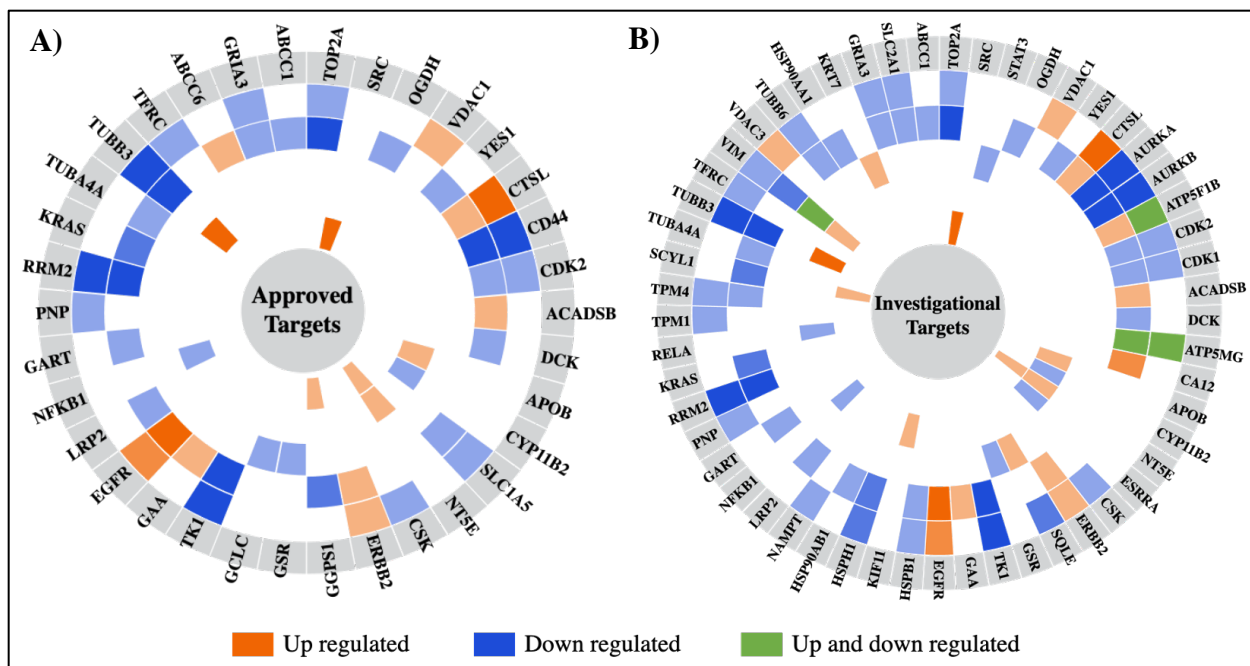 A)
TOP2A
SRC
OGDH
VDAC1
YES1
CTSL
CD44
CDK2
ACADSB
DCK
APOB
CYP11B2
SLC1A5
NT5E
CSK
ERBB2
GGPS1
GSR
GCLC
TK1
GAA
EGFR
LRP2
NFKB1
GART
PNP
RRM2
KRAS
TUBA4A
TUBB3
TFRC
ABCC6
GRIA3
ABCC1
Approved
Targets
B)
TOP2A
SRC
STAT3
OGDH
VDAC1
YES1
CTSL
AURKA
AURKB
ATP5F1B
CDK2
CDK1
ACADSB
DCK
ATP5MG
CA12
APOB
CYP11B2
NT5E
ESRRA
CSK
ERBB2
SQLE
GSR
TK1
GAA
EGFR
HSPB1
KIF11
HSPH1
HSP90AB1
NAMPT
LRP2
NFKB1
GART
PNP
RRM2
KRAS
RELA
TPM1
TPM4
SCYL1
TUBA4A
TUBB3
TFRC
VIM
VDAC3
TUBB6
HSP90AA1
KRT7
GRIA3
SLC2A1
ABCC1
Investigational
Targets
Up regulated
Down regulated
Up and down regulated